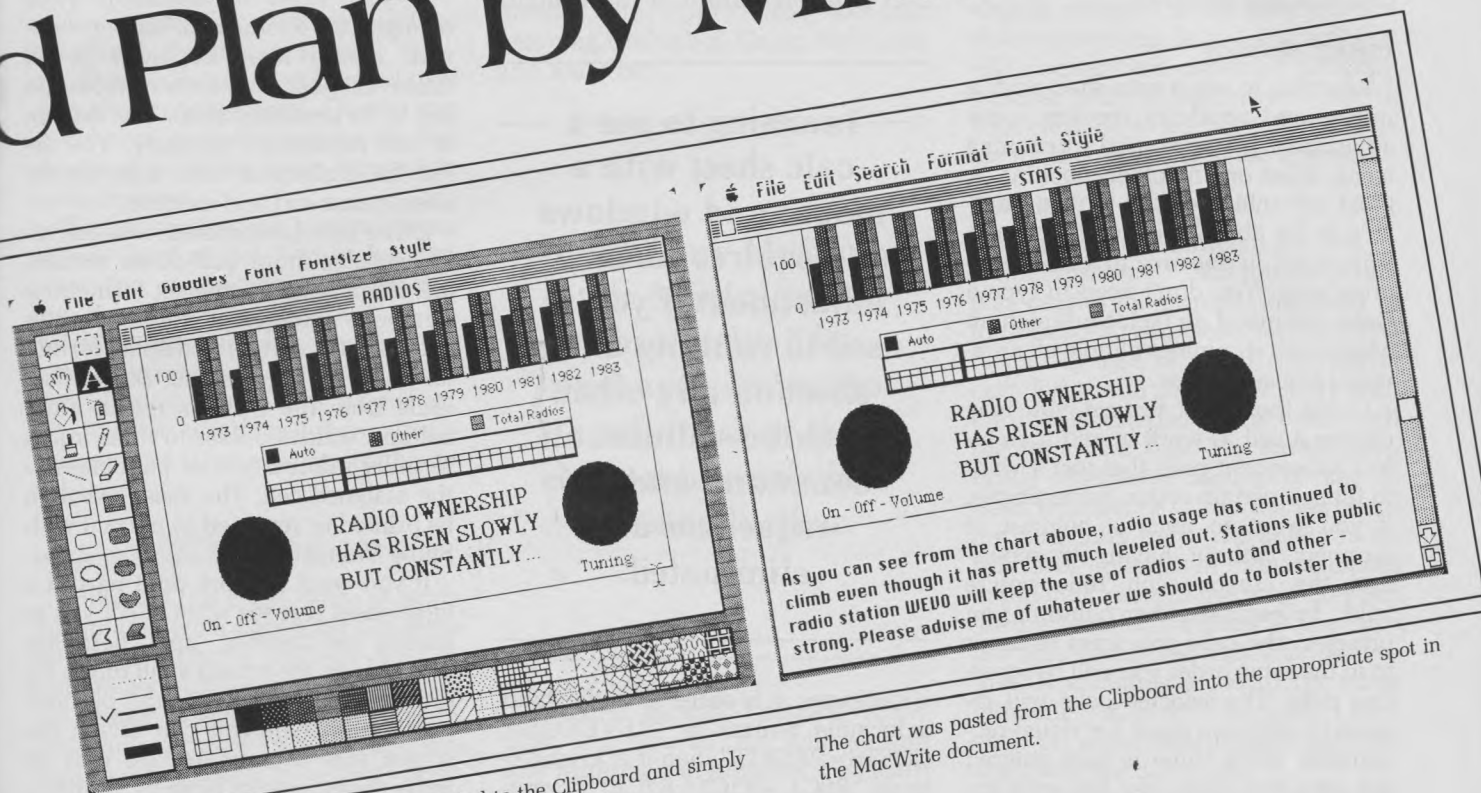 d Plan by M
File Edit Goodies Font FontSize Style
RADIOS
100
0
1973 1974 1975 1976 1977 1978 1979 1980 1981 1982 1983
Auto Other Total Radios
RADIO OWNERSHIP
HAS RISEN SLOWLY
BUT CONSTANTLY...
On - Off - Volume
Tuning
A
File Edit Search Format Font Style
STATS
100
1973 1974 1975 1976 1977 1978 1979 1980 1981 1982 1983
Auto Other Total Radios
RADIO OWNERSHIP
HAS RISEN SLOWLY
BUT CONSTANTLY...
On - Off - Volume
Tuning
As you can see from the chart above, radio usage has continued to
climb even though it has pretty much leveled out. Stations like public
radio station WEVO will keep the use of radios - auto and other -
strong. Please advise me of whatever we should do to bolster the
to the Clipboard and simply
The chart was pasted from the Clipboard into the appropriate spot in
the MacWrite document.